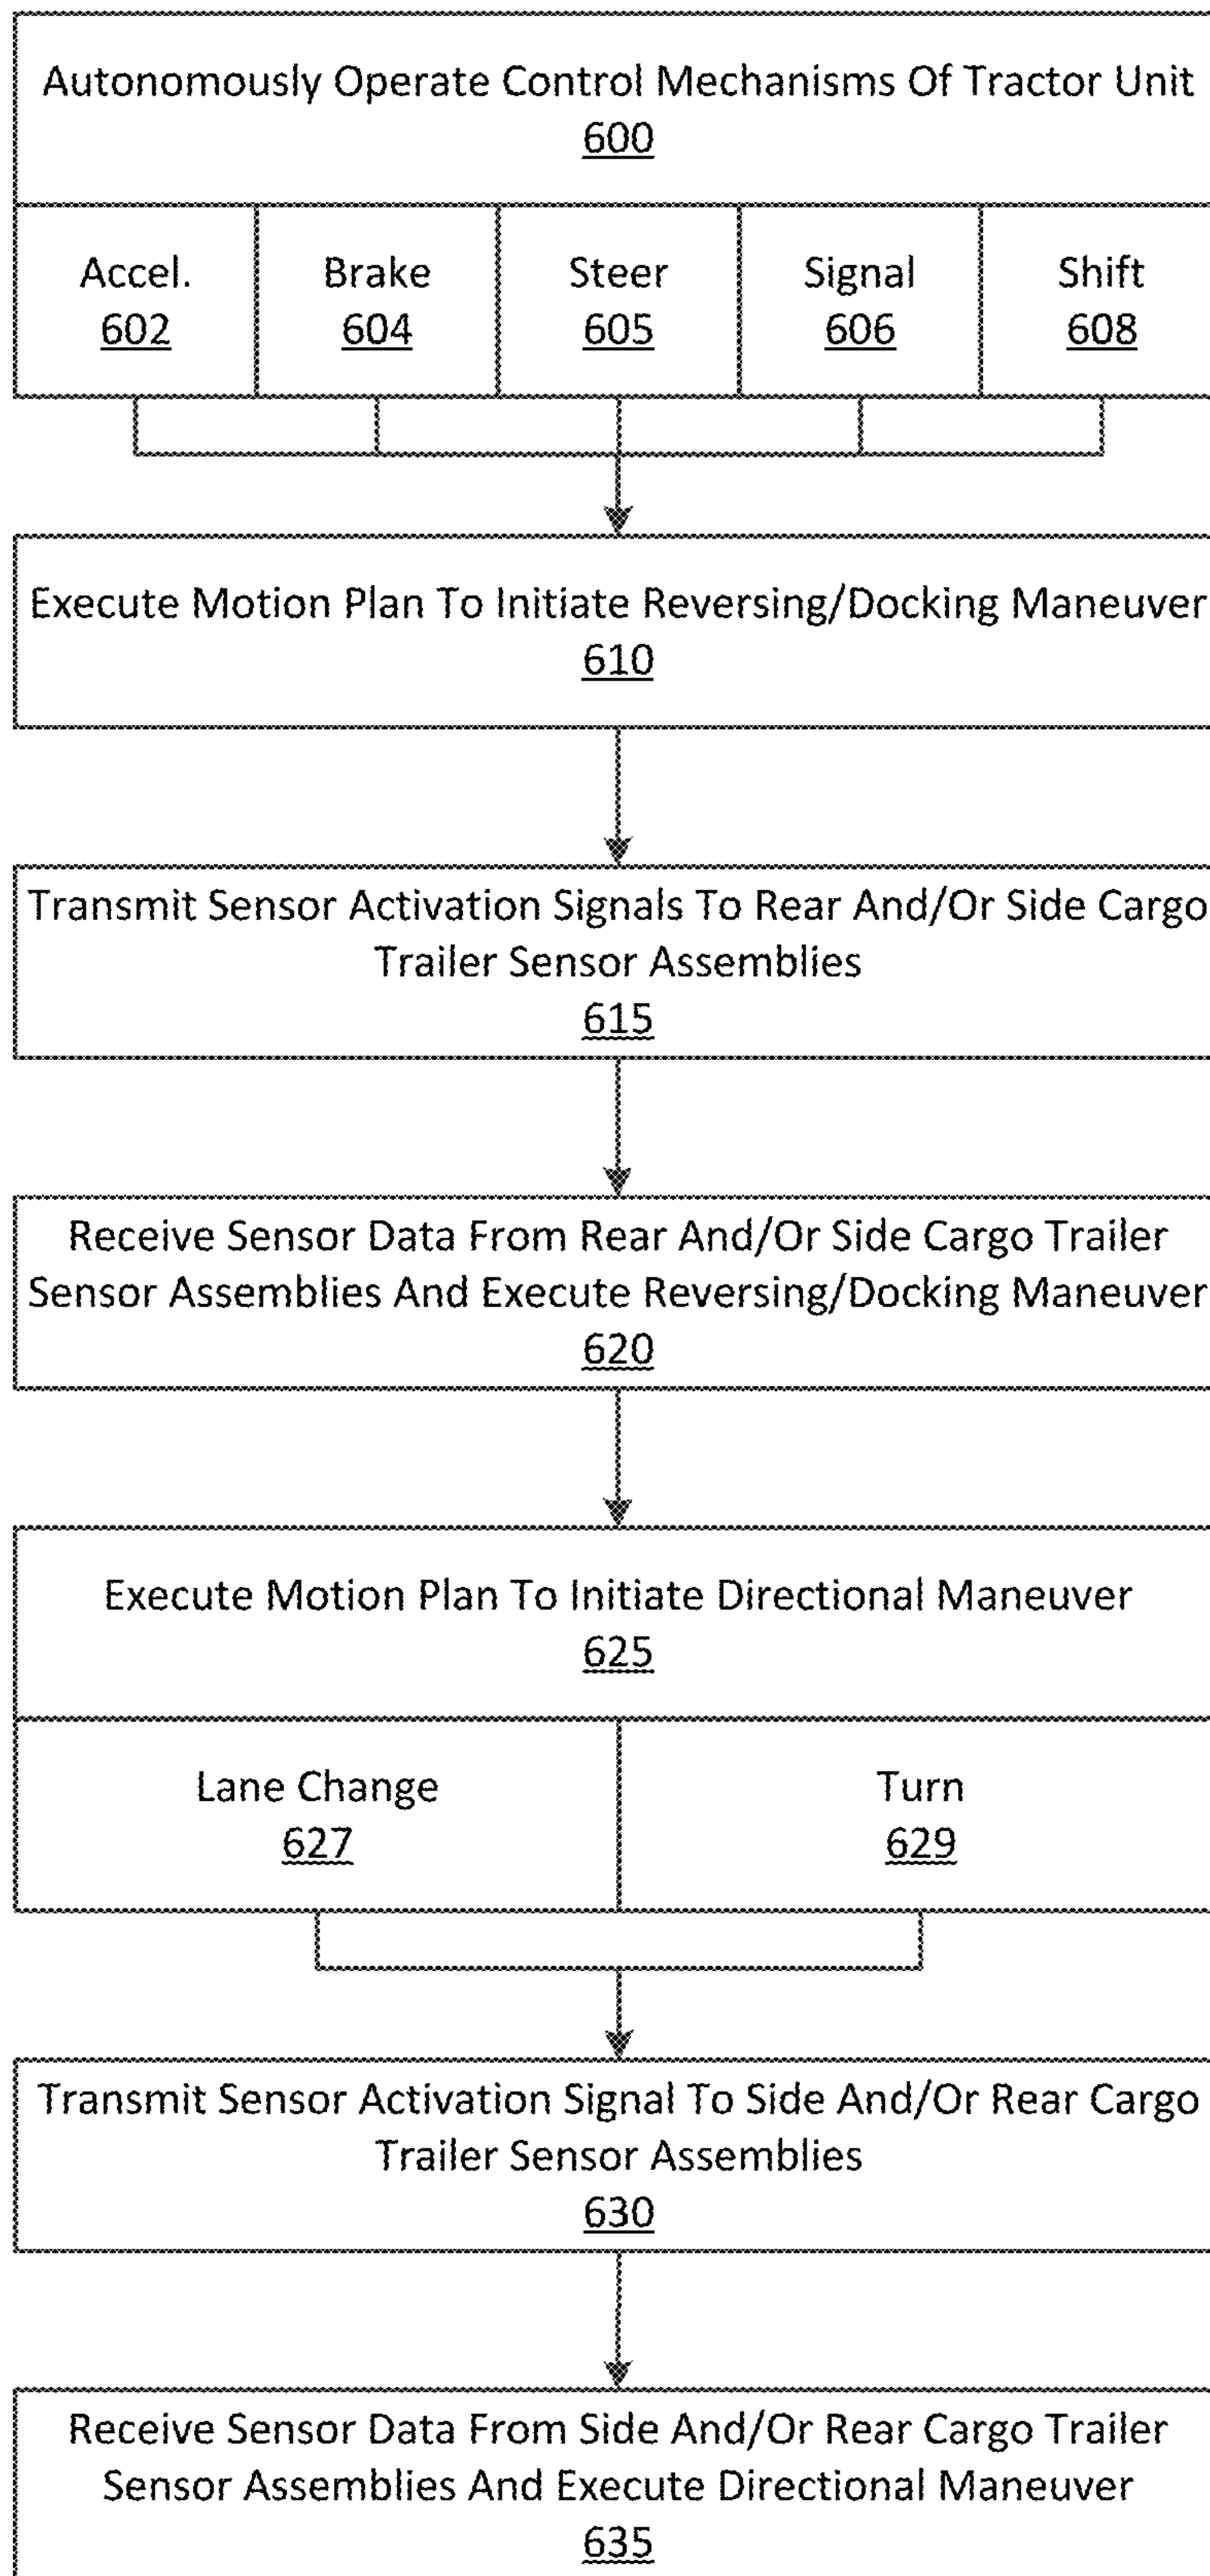 Autonomously Operate Control Mechanisms Of Tractor Unit
600
Accel.
602
Brake
604
Steer
605
Signal
606
Shift
608
Execute Motion Plan To Initiate Reversing/Docking Maneuver
610
Transmit Sensor Activation Signals To Rear And/Or Side Cargo
Trailer Sensor Assemblies
615
Receive Sensor Data From Rear And/Or Side Cargo Trailer
Sensor Assemblies And Execute Reversing/Docking Maneuver
620
Execute Motion Plan To Initiate Directional Maneuver
625
Lane Change
627
Turn
629
Transmit Sensor Activation Signal To Side And/Or Rear Cargo
Trailer Sensor Assemblies
630
Receive Sensor Data From Side And/Or Rear Cargo Trailer
Sensor Assemblies And Execute Directional Maneuver
635